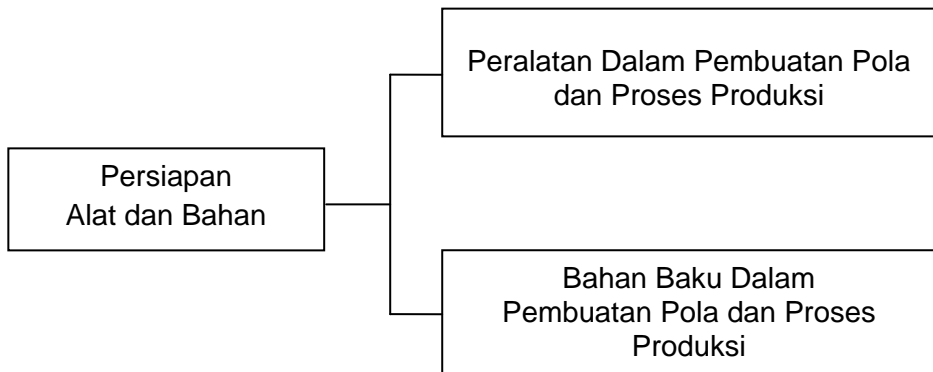 Peralatan Dalam Pembuatan Pola
dan Proses Produksi
Persiapan
Alat dan Bahan
Bahan Baku Dalam
Pembuatan Pola dan Proses
Produksi